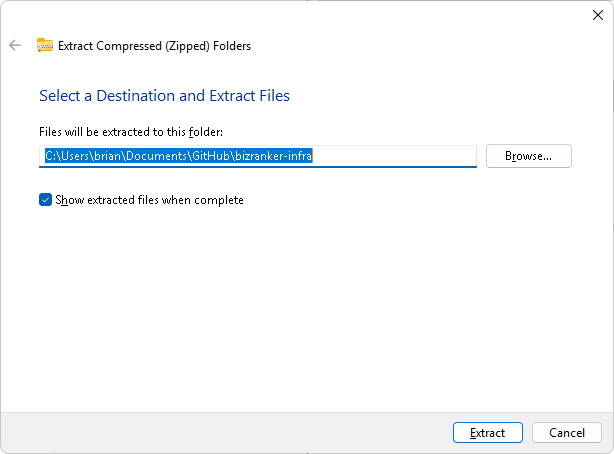 Extract Compressed (Zipped) Folders
Select a Destination and Extract Files
Files will be extracted to this folder:
C:\Users\brian\Documents\GitHub\bizranker-infra
Browse...
Show extracted files when complete
Extract
Cancel